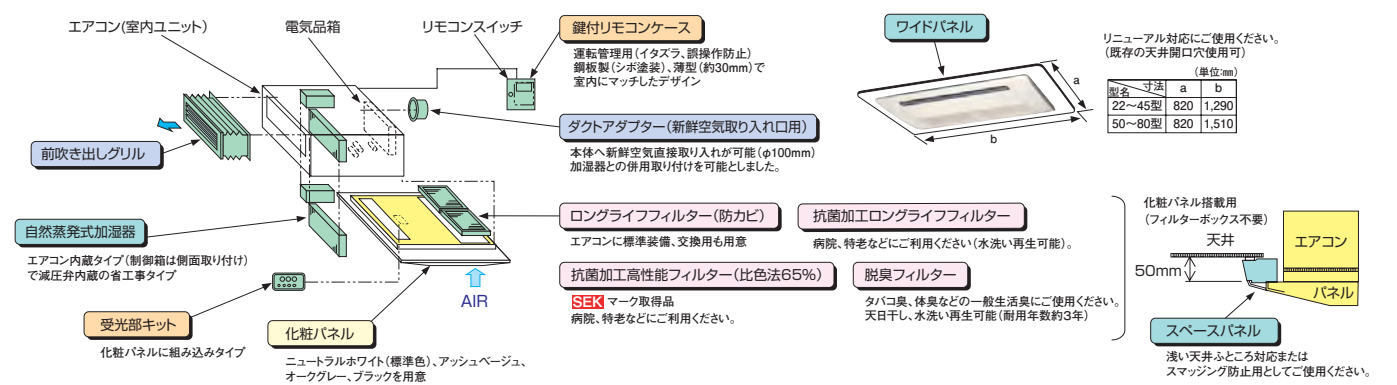 エアコン(室内ユニット)
電気品箱
リモコンスイッチ
鍵付リモコンケース
運転管理用(イタズラ、誤操作防止)
鋼板製(シボ塗装)、薄型(約30mm)で
室内にマッチしたデザイン
ダクトアダプター(新鮮空気取り入れ口用)
本体へ新鮮空気直接取り入れが可能(φ100mm)
加湿器との併用取り付けを可能としました。
前吹き出しグリル
自然蒸発式加湿器
エアコン内蔵タイプ(制御箱は側面取り付け)
で減圧弁内蔵の省工事タイプ
受光部キット
化粧パネルに組み込みタイプ
AIR
化粧パネル
ニュートラルホワイト(標準色)、アッシュベージュ、
オークグレー、ブラックを用意
ロングライフフィルター(防カビ)
エアコンに標準装備、交換用も用意
抗菌加工ロングライフフィルター
病院、特老などにご利用ください(水洗い再生可能)。
抗菌加工高性能フィルター(比色法65%)
SEK マーク取得品
病院、特老などにご利用ください。
脱臭フィルター
タバコ臭、体臭などの一般生活臭にご使用ください。
天日干し、水洗い再生可能(耐用年数約3年)
ワイドパネル
a
b
リニューアル対応にご使用ください。
(既存の天井開口穴使用可)
(単位:mm)
型名 寸法 a b
22〜45型 820 1,290
50〜80型 820 1,510
化粧パネル搭載用
(フィルターボックス不要)
天井
エアコン
50mm
パネル
スペースパネル
浅い天井ふところ対応または
スマッジング防止用としてご使用ください。